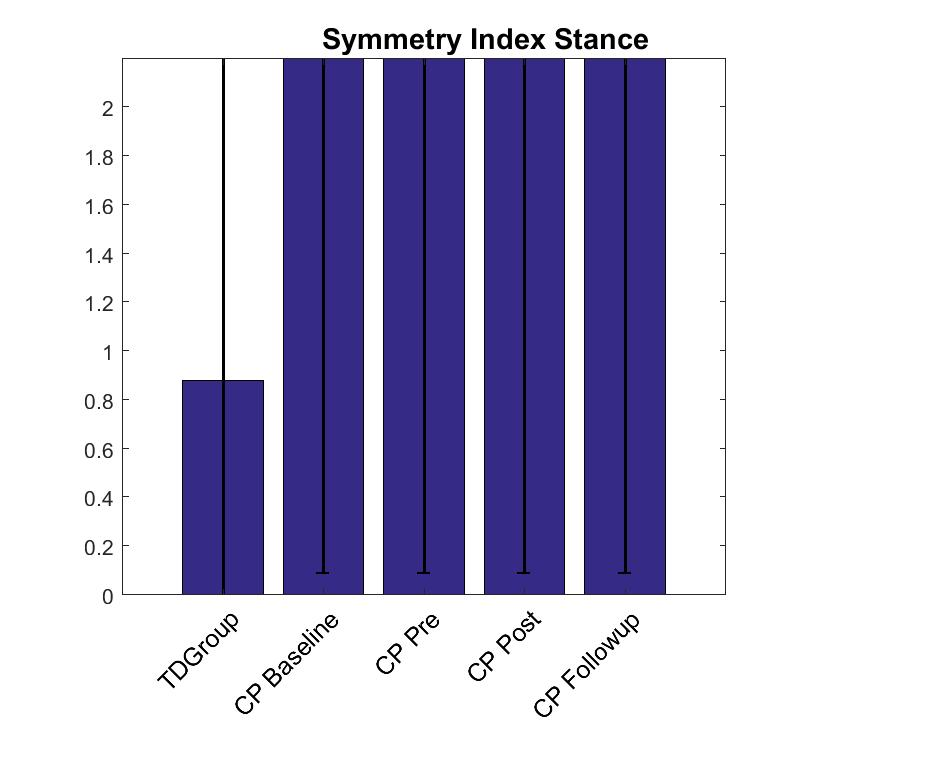 Symmetry Index Stance
2
1.8
1.6
1.4
1.2
1
0.8
0.6
0.4
0.2
0
TDGroup
CP Baseline
CP Pre
CP Post
CP Followup